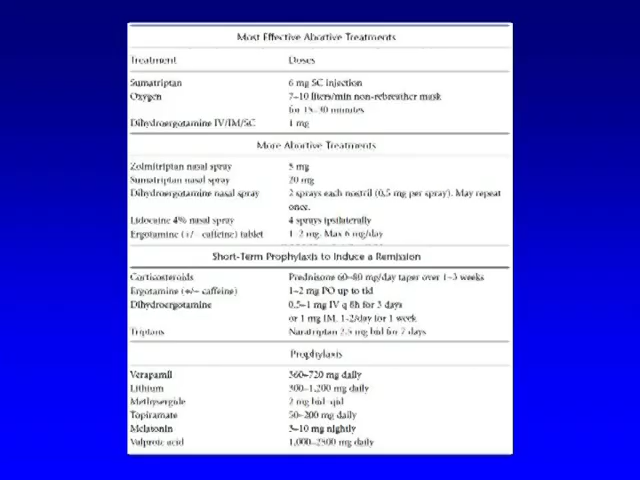 Most Effective Abortive Treatments
Treatment Doses
Sumatriptan 6 mg SC injection
Oxygen 7–10 liters/min non-rebreather mask
for 15–30 minutes
Dihydroergotamine IV/IM/SC 1 mg
More Abortive Treatments
Zolmitriptan nasal spray 5 mg
Sumatriptan nasal spray 20 mg
Dihydroergotamine nasal spray 2 sprays each nostril (0.5 mg per spray). May repeat
once.
Lidocaine 4% nasal spray 4 sprays ipsilaterally
Ergotamine (+/− caffeine) tablet 1–2 mg. Max 6 mg/day
Short-Term Prophylaxis to Induce a Remission
Corticosteroids Prednisone 60–80 mg/day taper over 1–3 weeks
Ergotamine (+/− caffeine) 1–2 mg PO up to tid
Dihydroergotamine 0.5–1 mg IV q 8h for 3 days
or 1 mg IM, 1-2/day for 1 week
Triptans Naratriptan 2.5 mg bid for 7 days
Prophylaxis
Verapamil 360–720 mg daily
Lithium 300–1,200 mg daily
Methysergide 2 mg bid–qid
Topiramate 50–200 mg daily
Melatonin 3–10 mg nightly
Valproic acid 1,000–2500 mg daily